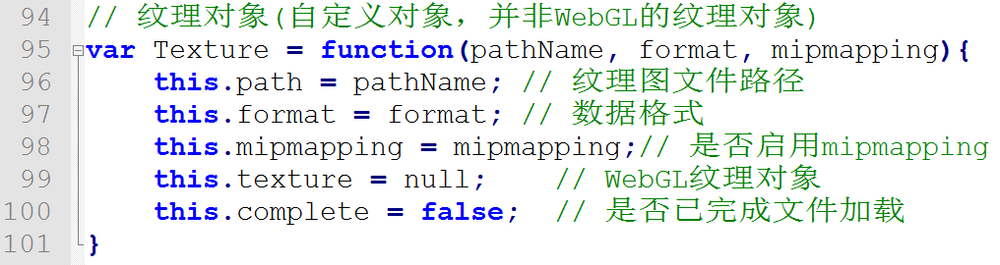 94 // 纹理对象(自定义对象，并非WebGL的纹理对象)
95 var Texture = function(pathName, format, mipmapping){
96     this.path = pathName; // 纹理图文件路径
97     this.format = format; // 数据格式
98     this.mipmapping = mipmapping;// 是否启用mipmapping
99     this.texture = null;    // WebGL纹理对象
100     this.complete = false;  // 是否已完成文件加载
101 }